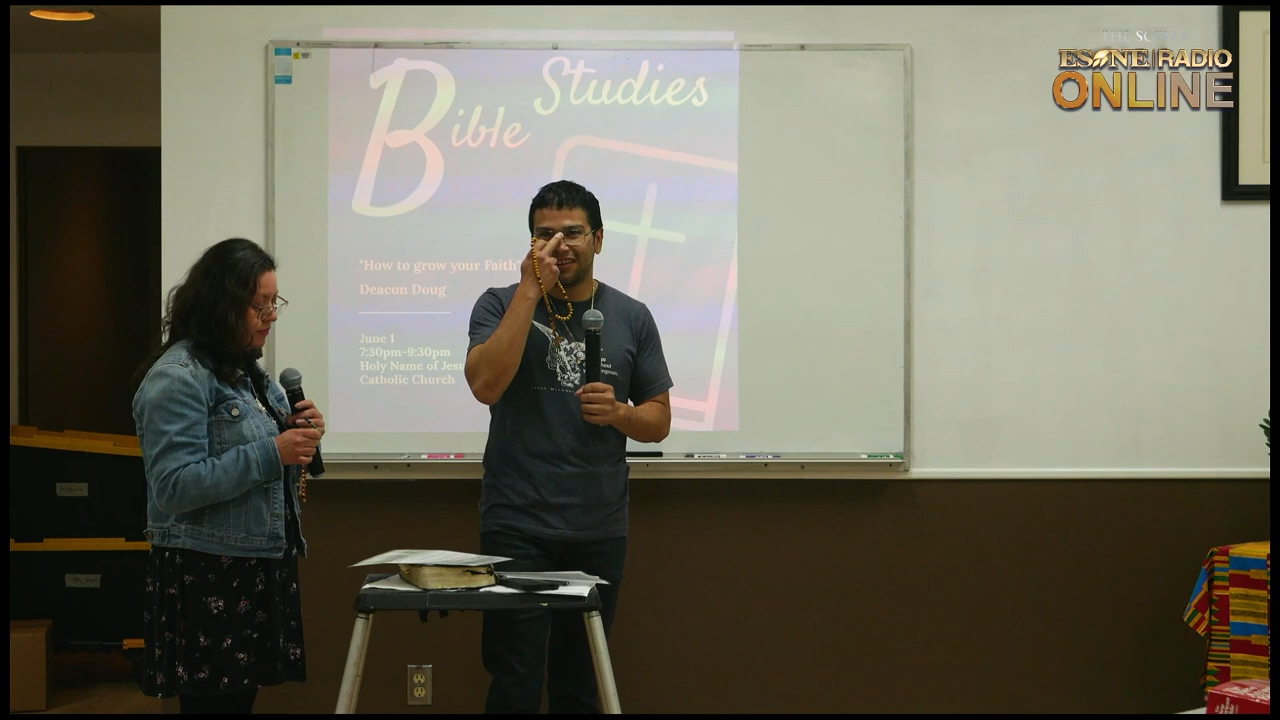 ESNE RADIO
ONLINE
Bible Studies
"How to grow your Faith"
Deacon Doug
June 1
7:30pm-9:30pm
Holy Name of Jesu
Catholic Church